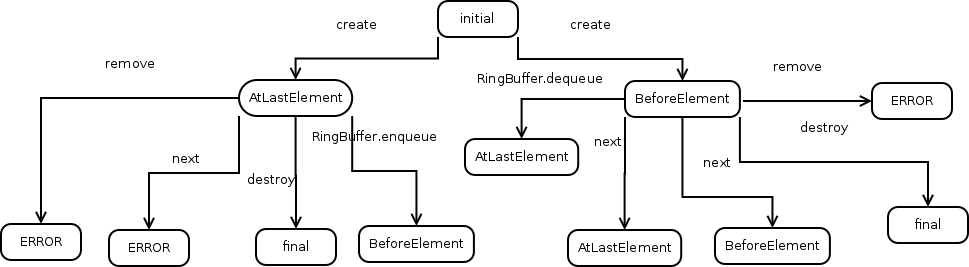 initial
create
create
remove
RingBuffer.dequeue
remove
AtLastElement
BeforeElement
ERROR
RingBuffer.enqueue
destroy
next
next
AtLastElement
next
destroy
ERROR
ERROR
final
BeforeElement
AtLastElement
BeforeElement
final